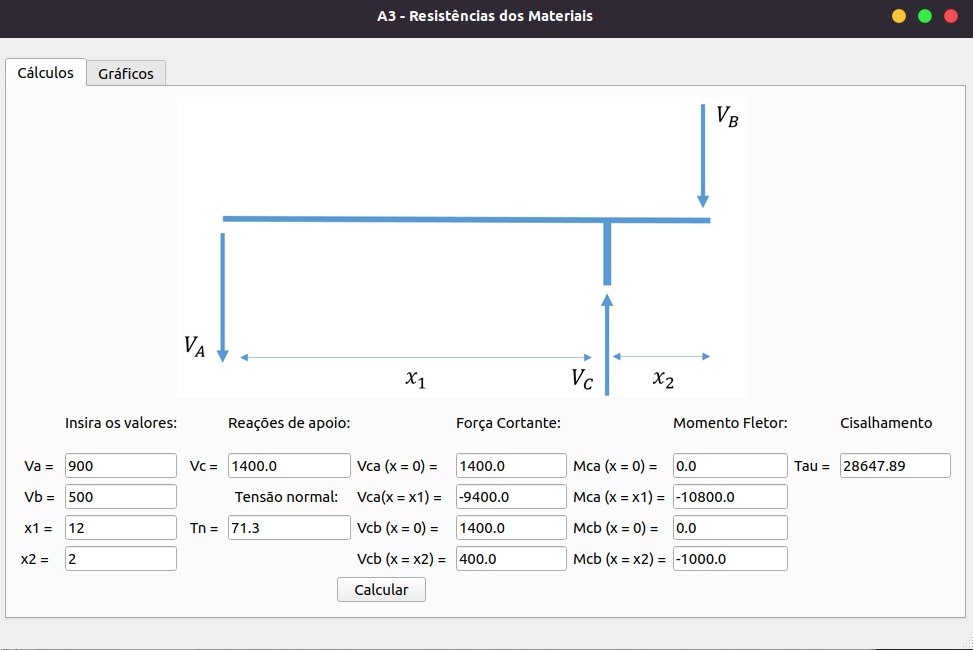 A3 - Resistências dos Materiais
Cálculos Gráficos
V_B
V_A
x_1 V_C x_2
Insira os valores: Reações de apoio: Força Cortante: Momento Fletor: Cisalhamento
Va = 900 Vc = 1400.0 Vca (x = 0) = 1400.0 Mca (x = 0) = 0.0 Tau = 28647.89
Vb = 500 Tensão normal: Vca(x = x1) = -9400.0 Mca (x = x1) = -10800.0
x1 = 12 Tn = 71.3 Vcb (x = 0) = 1400.0 Mcb (x = 0) = 0.0
x2 = 2 Vcb (x = x2) = 400.0 Mcb (x = x2) = -1000.0
Calcular